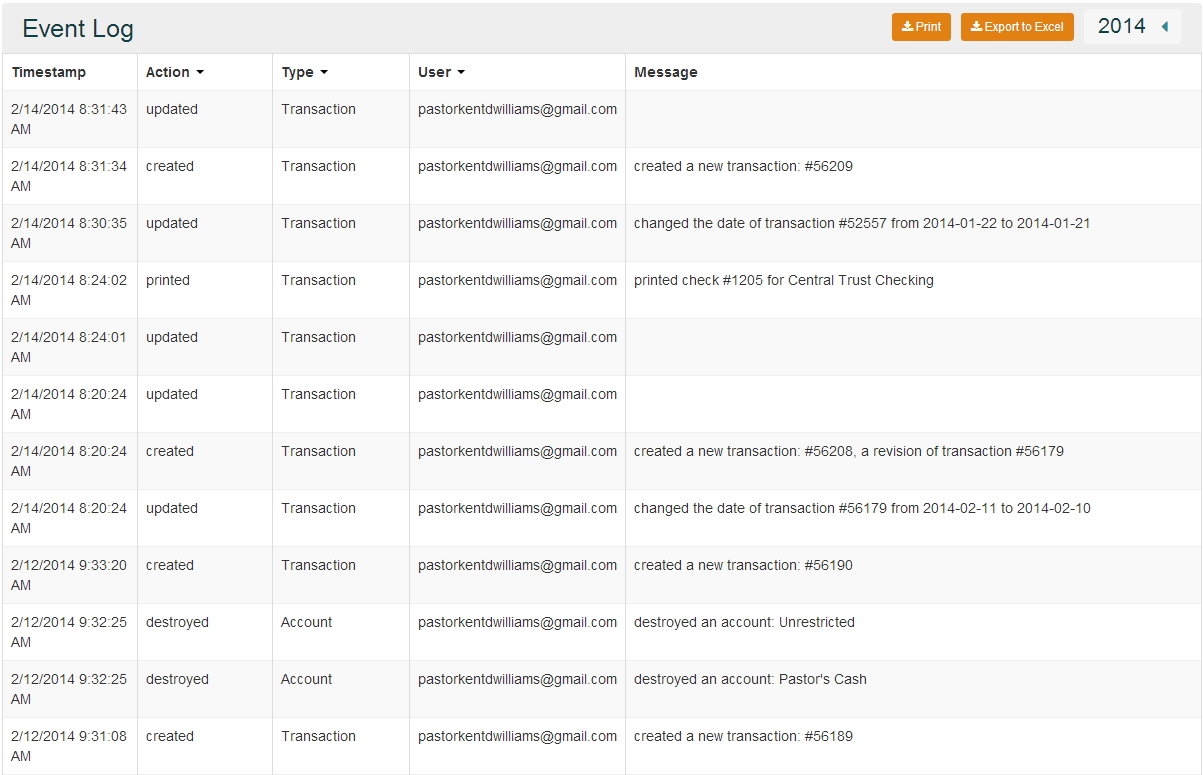 Event Log
Print
Export to Excel
2014
Timestamp Action Type User Message
2/14/2014 8:31:43 updated Transaction pastorkentdwilliams@gmail.com
AM
2/14/2014 8:31:34 created Transaction pastorkentdwilliams@gmail.com created a new transaction: #56209
AM
2/14/2014 8:30:35 updated Transaction pastorkentdwilliams@gmail.com changed the date of transaction #52557 from 2014-01-22 to 2014-01-21
AM
2/14/2014 8:24:02 printed Transaction pastorkentdwilliams@gmail.com printed check #1205 for Central Trust Checking
AM
2/14/2014 8:24:01 updated Transaction pastorkentdwilliams@gmail.com
AM
2/14/2014 8:20:24 updated Transaction pastorkentdwilliams@gmail.com
AM
2/14/2014 8:20:24 created Transaction pastorkentdwilliams@gmail.com created a new transaction: #56208, a revision of transaction #56179
AM
2/14/2014 8:20:24 updated Transaction pastorkentdwilliams@gmail.com changed the date of transaction #56179 from 2014-02-11 to 2014-02-10
AM
2/12/2014 9:33:20 created Transaction pastorkentdwilliams@gmail.com created a new transaction: #56190
AM
2/12/2014 9:32:25 destroyed Account pastorkentdwilliams@gmail.com destroyed an account: Unrestricted
AM
2/12/2014 9:32:25 destroyed Account pastorkentdwilliams@gmail.com destroyed an account: Pastor's Cash
AM
2/12/2014 9:31:08 created Transaction pastorkentdwilliams@gmail.com created a new transaction: #56189
AM